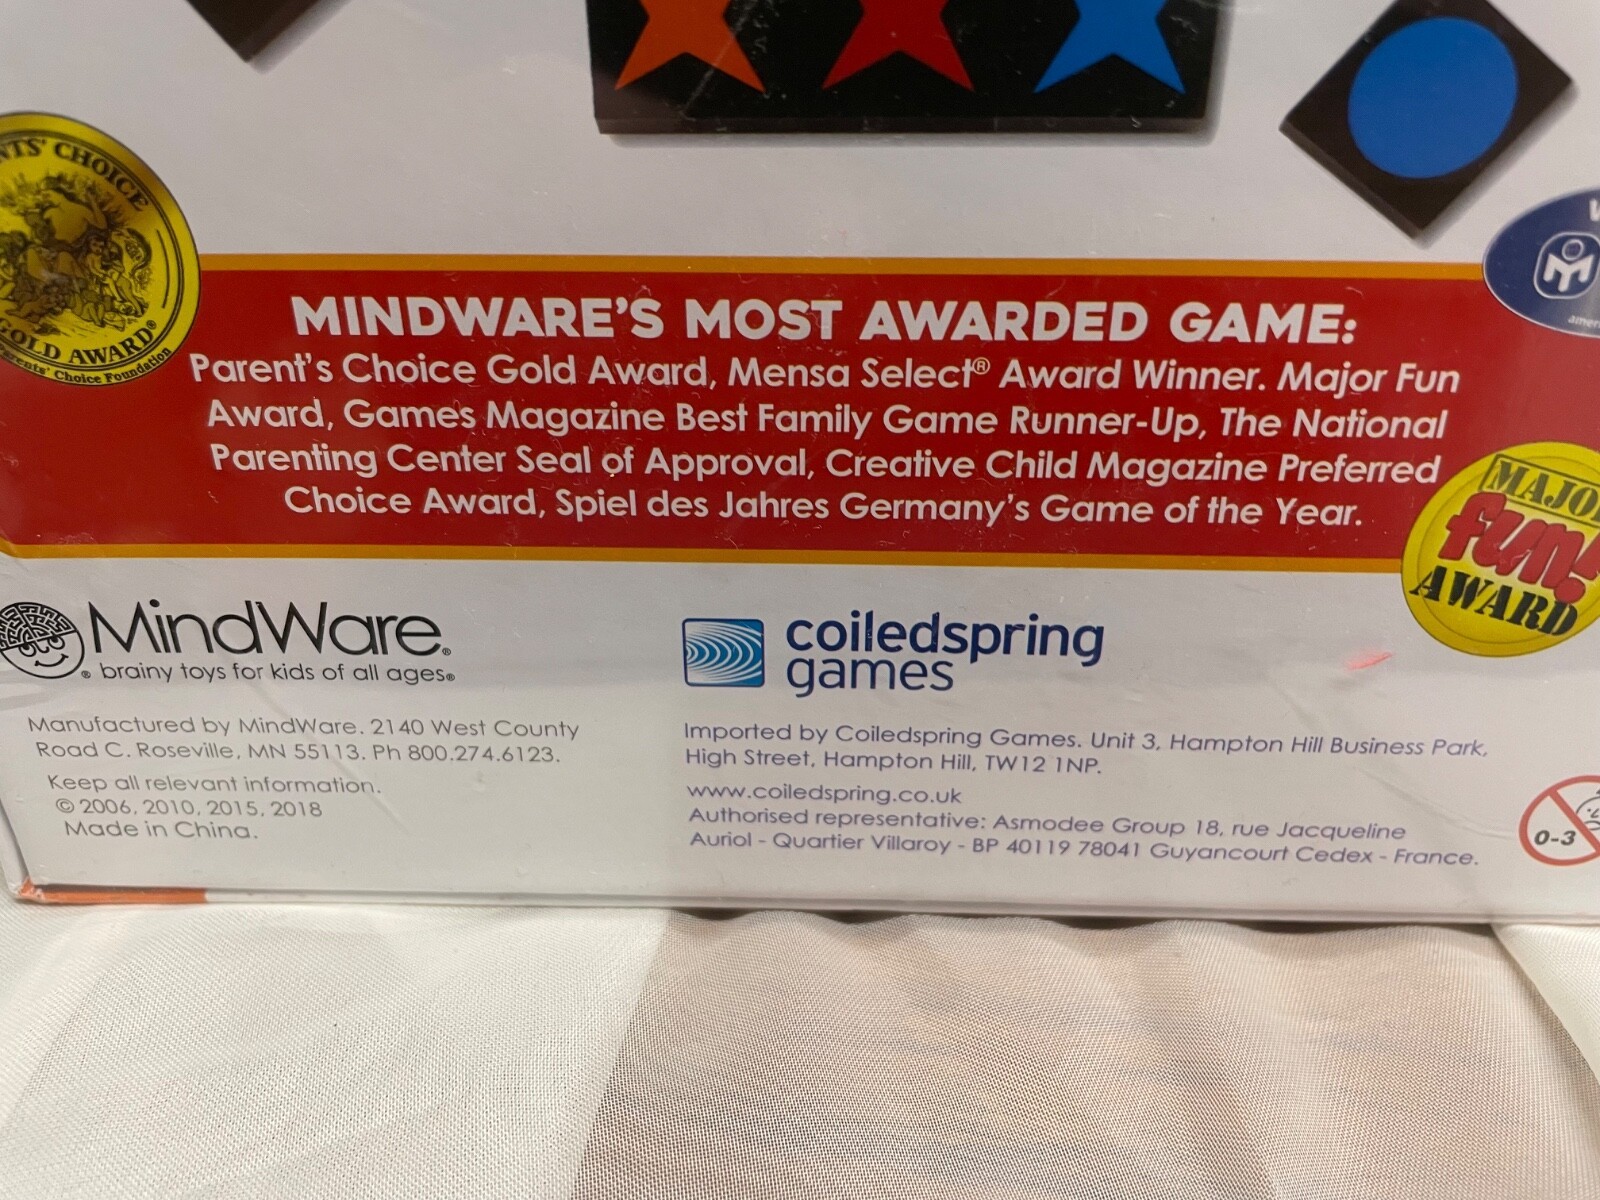 NTS' CHOICE
GOLD AWARD®
Parents' Choice Foundation
MINDWARE'S MOST AWARDED GAME:
Parent's Choice Gold Award, Mensa Select® Award Winner. Major Fun
Award, Games Magazine Best Family Game Runner-Up, The National
Parenting Center Seal of Approval, Creative Child Magazine Preferred
Choice Award, Spiel des Jahres Germany's Game of the Year.
MAJO
fun!
AWARD
MindWare®
® brainy toys for kids of all ages®
Manufactured by MindWare. 2140 West County
Road C. Roseville, MN 55113. Ph 800.274.6123.
Keep all relevant information.
© 2006, 2010, 2015, 2018
Made in China.
coiledspring
games
Imported by Coiledspring Games. Unit 3, Hampton Hill Business Park,
High Street, Hampton Hill, TW12 1NP.
www.coiledspring.co.uk
Authorised representative: Asmodee Group 18, rue Jacqueline
Auriol - Quartier Villaroy - BP 40119 78041 Guyancourt Cedex - France.
0-3